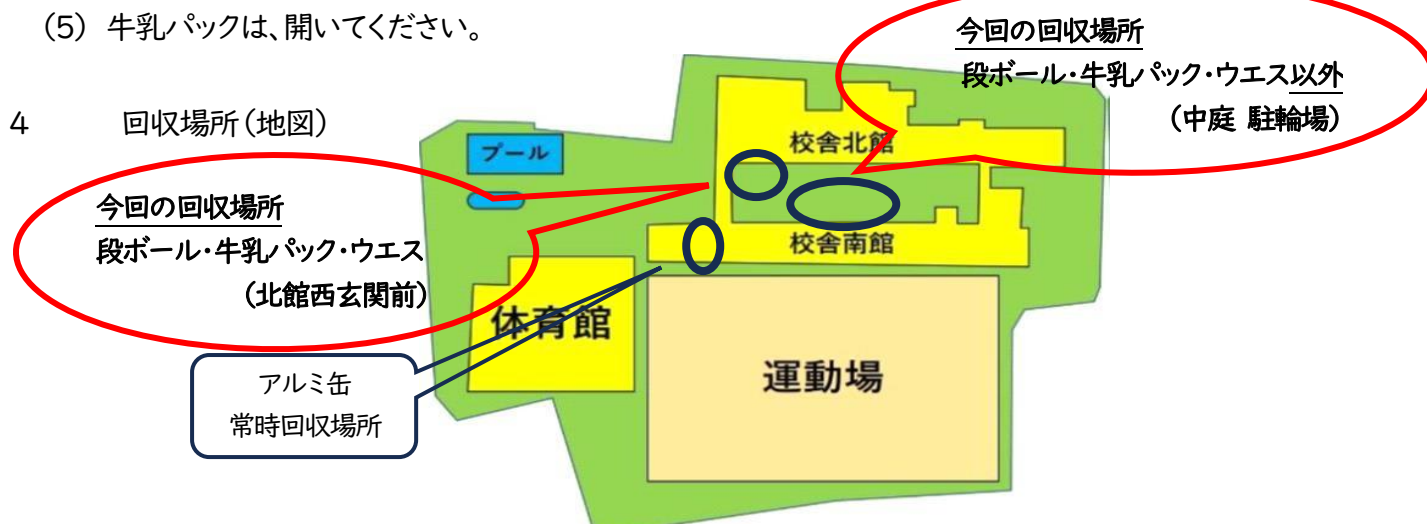 (5) 牛乳パックは、開いてください。
今回の回収場所
段ボール・牛乳パック・ウエス以外
(中庭 駐輪場)
4 回収場所(地図)
プール
校舎北館
今回の回収場所
段ボール・牛乳パック・ウエス
(北館西玄関前)
校舎南館
体育館
運動場
アルミ缶
常時回収場所